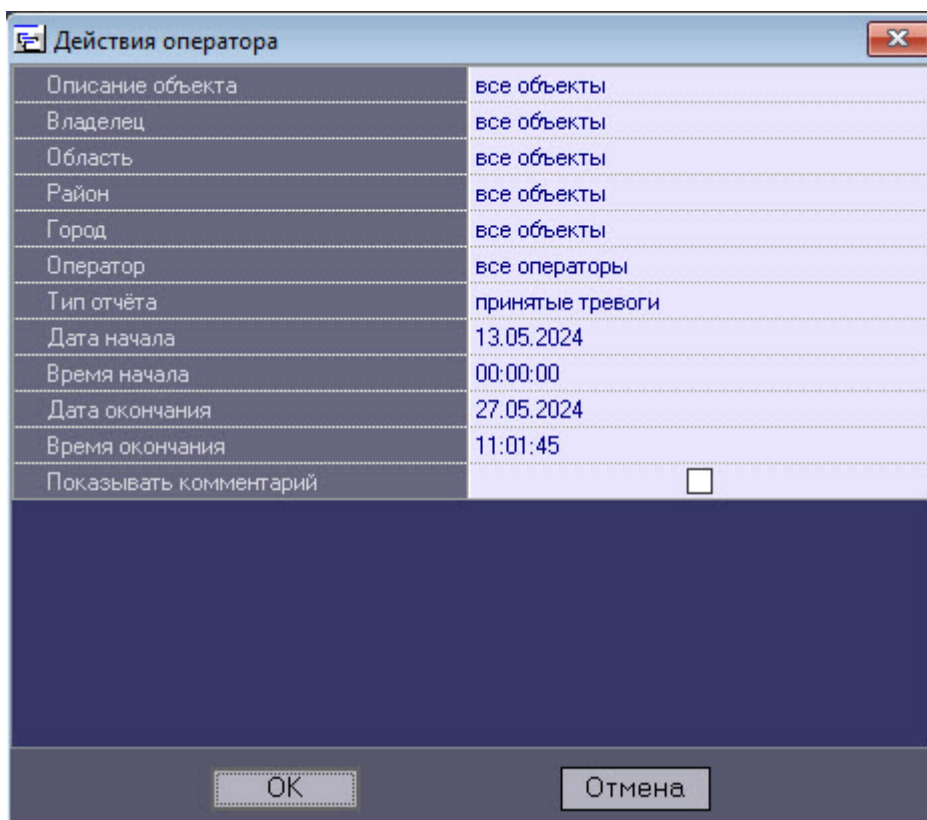 Действия оператора
Описание объекта все объекты
Владелец все объекты
Область все объекты
Район все объекты
Город все объекты
Оператор все операторы
Тип отчёта принятые тревоги
Дата начала 13.05.2024
Время начала 00:00:00
Дата окончания 27.05.2024
Время окончания 11:01:45
Показывать комментарий
ОК Отмена